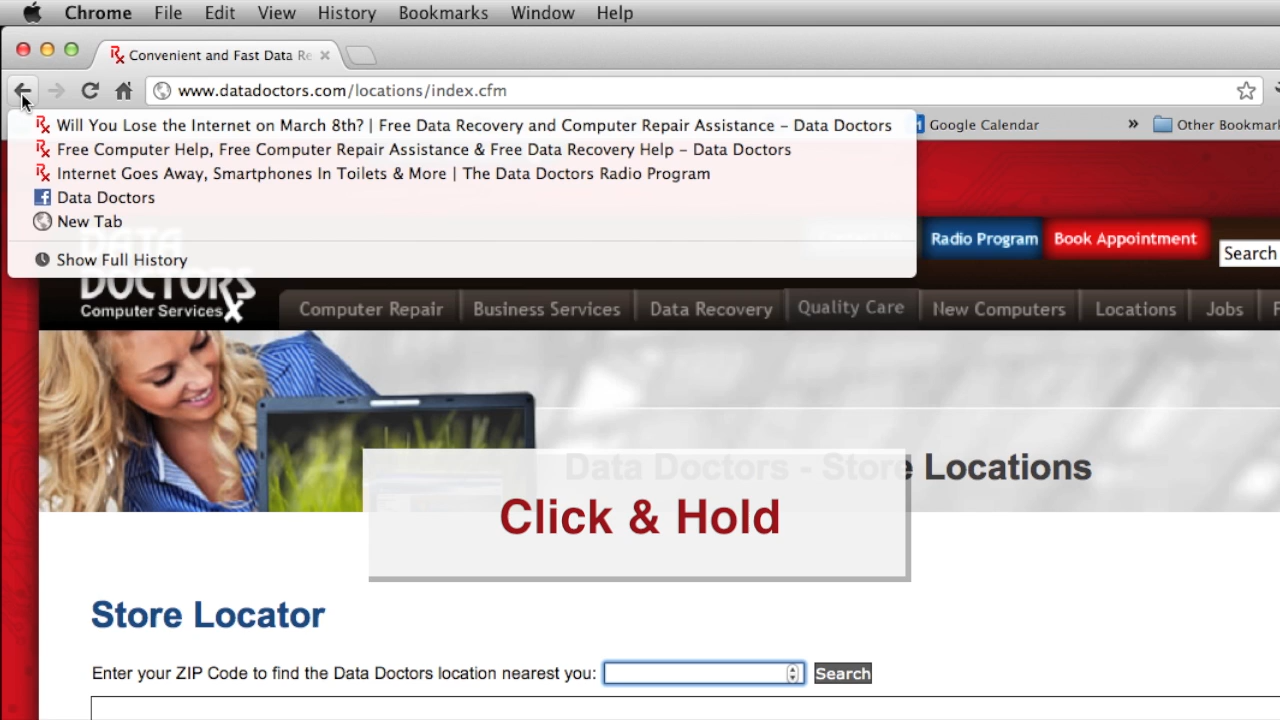 Chrome File Edit View History Bookmarks Window Help
Convenient and Fast Data Re
www.datadoctors.com/locations/index.cfm
Will You Lose the Internet on March 8th? | Free Data Recovery and Computer Repair Assistance – Data Doctors
Google Calendar » Other Bookmark
Free Computer Help, Free Computer Repair Assistance & Free Data Recovery Help – Data Doctors
Internet Goes Away, Smartphones In Toilets & More | The Data Doctors Radio Program
Data Doctors
New Tab
Radio Program Book Appointment
Search
Show Full History
DATA
DOCTORS
Computer Services
Computer Repair Business Services Data Recovery Quality Care New Computers Locations Jobs
Data Doctors - Store Locations
Click & Hold
Store Locator
Enter your ZIP Code to find the Data Doctors location nearest you: Search